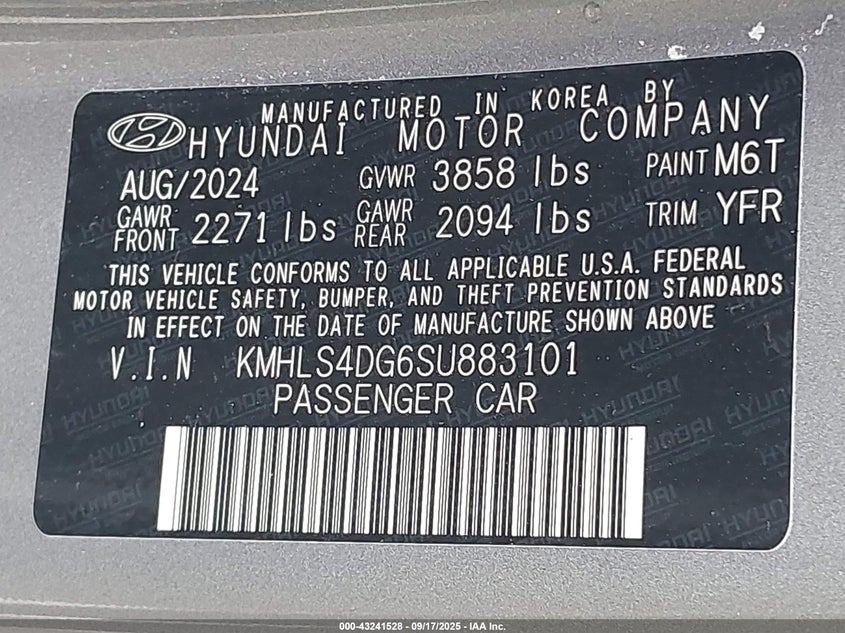 MANUFACTURED IN KOREA BY
HYUNDAI MOTOR COMPANY
AUG/2024 GVWR 3858 lbs PAINT M6T
GAWR FRONT 2271 lbs GAWR REAR 2094 lbs TRIM YFR
THIS VEHICLE CONFORMS TO ALL APPLICABLE U.S.A. FEDERAL
MOTOR VEHICLE SAFETY, BUMPER, AND THEFT PREVENTION STANDARDS
IN EFFECT ON THE DATE OF MANUFACTURE SHOWN ABOVE
V.I.N KMHLS4DG6SU883101
PASSENGER CAR
000-43241528 - 09/17/2025 - IAA Inc.